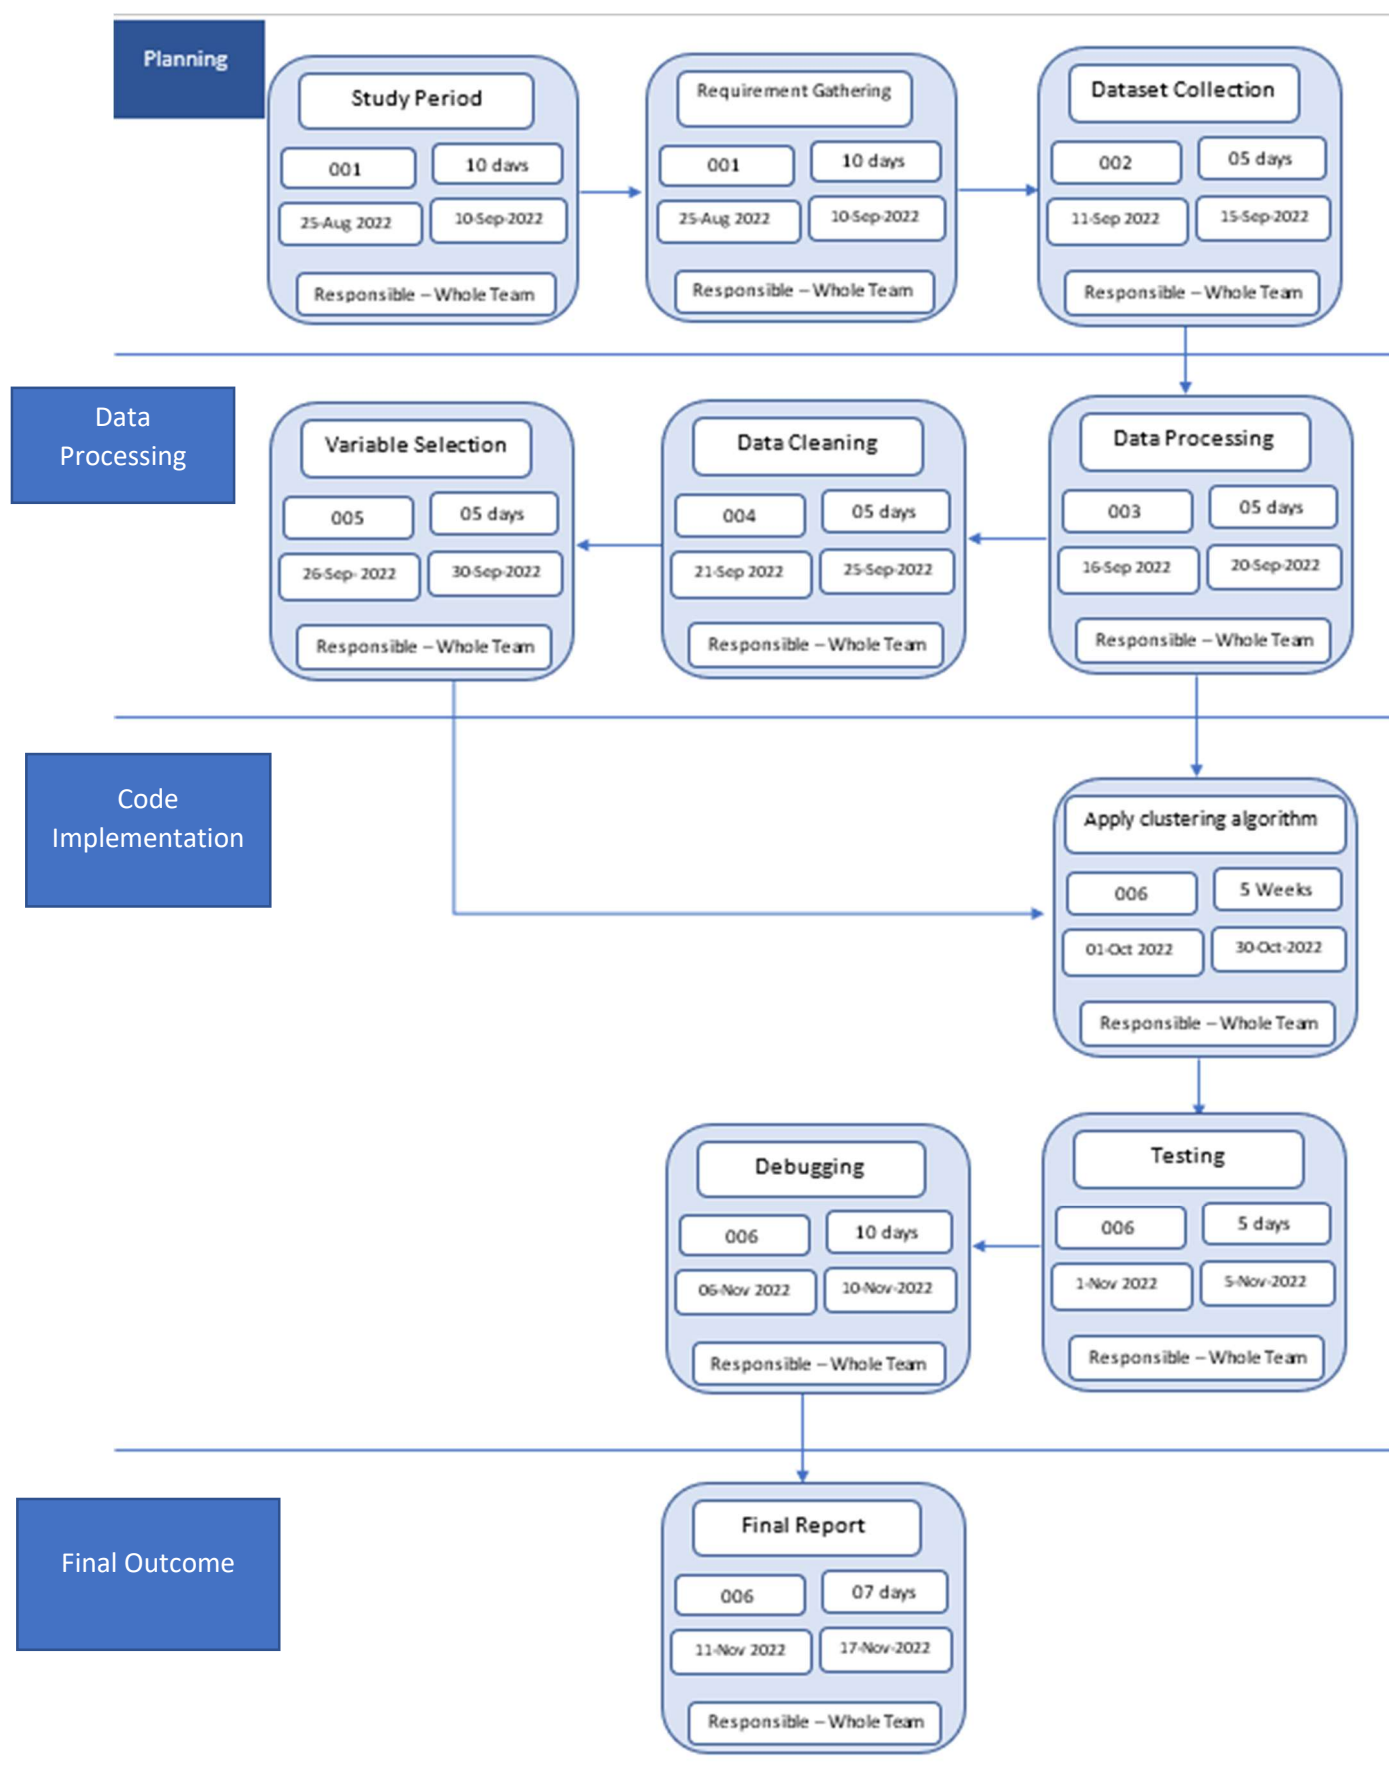 Planning
Study Period
001
10 days
25-Aug 2022
10-Sep-2022
Responsible – Whole Team
Requirement Gathering
001
10 days
25-Aug 2022
10-Sep-2022
Responsible – Whole Team
Dataset Collection
002
05 days
11-Sep 2022
15-Sep-2022
Responsible – Whole Team
Data
Processing
Variable Selection
005
05 days
26-Sep- 2022
30-Sep-2022
Responsible – Whole Team
Data Cleaning
004
05 days
21-Sep 2022
25-Sep-2022
Responsible – Whole Team
Data Processing
003
05 days
16-Sep 2022
20-Sep-2022
Responsible – Whole Team
Code
Implementation
Apply clustering algorithm
006
5 Weeks
01-Oct 2022
30-Oct-2022
Responsible – Whole Team
Debugging
006
10 days
06-Nov 2022
10-Nov-2022
Responsible – Whole Team
Testing
006
5 days
1-Nov 2022
5-Nov-2022
Responsible – Whole Team
Final Outcome
Final Report
006
07 days
11-Nov 2022
17-Nov-2022
Responsible – Whole Team